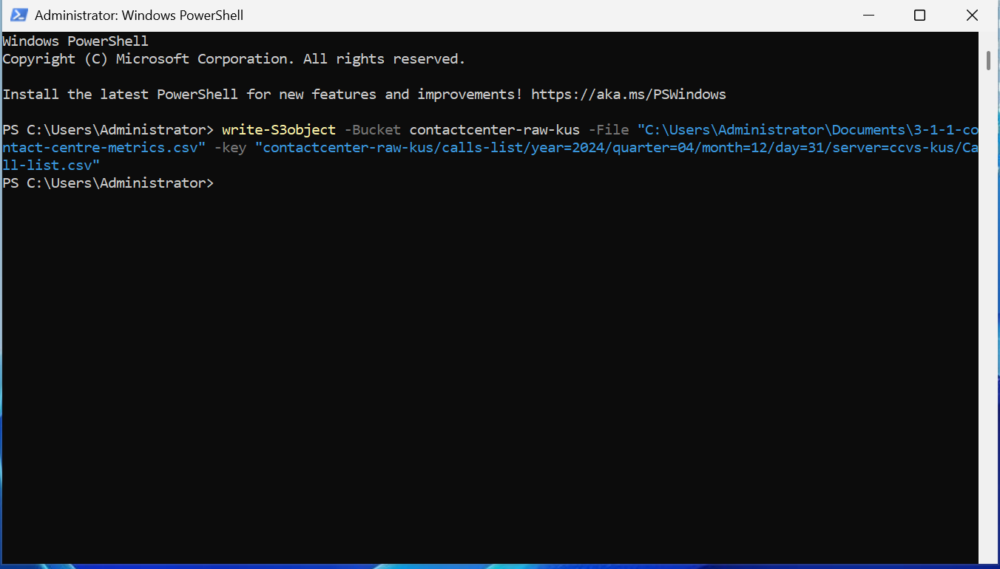 Administrator: Windows PowerShell
Windows PowerShell
Copyright (C) Microsoft Corporation. All rights reserved.
Install the latest PowerShell for new features and improvements! https://aka.ms/PSWindows
PS C:\Users\Administrator> write-S3object -Bucket contactcenter-raw-kus -File "C:\Users\Administrator\Documents\3-1-1-co
ntact-centre-metrics.csv" -key "contactcenter-raw-kus/calls-list/year=2024/quarter=04/month=12/day=31/server=ccvs-kus/Ca
ll-list.csv"
PS C:\Users\Administrator>